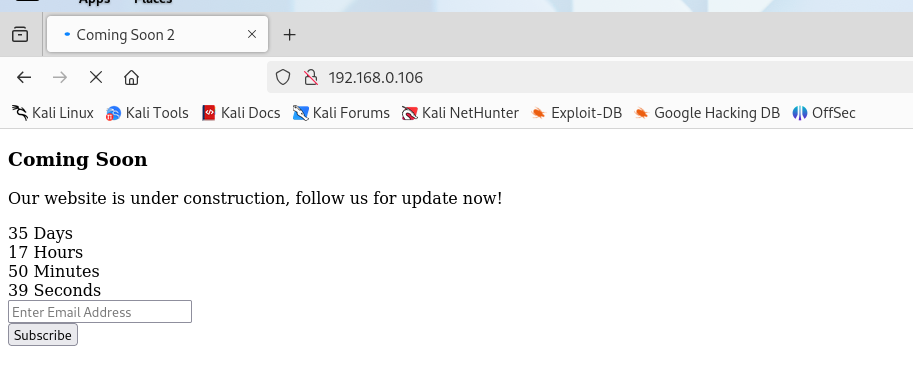 Apps Places
Coming Soon 2
192.168.0.106
Kali Linux Kali Tools Kali Docs Kali Forums Kali NetHunter Exploit-DB Google Hacking DB OffSec
Coming Soon
Our website is under construction, follow us for update now!
35 Days
17 Hours
50 Minutes
39 Seconds
Enter Email Address
Subscribe